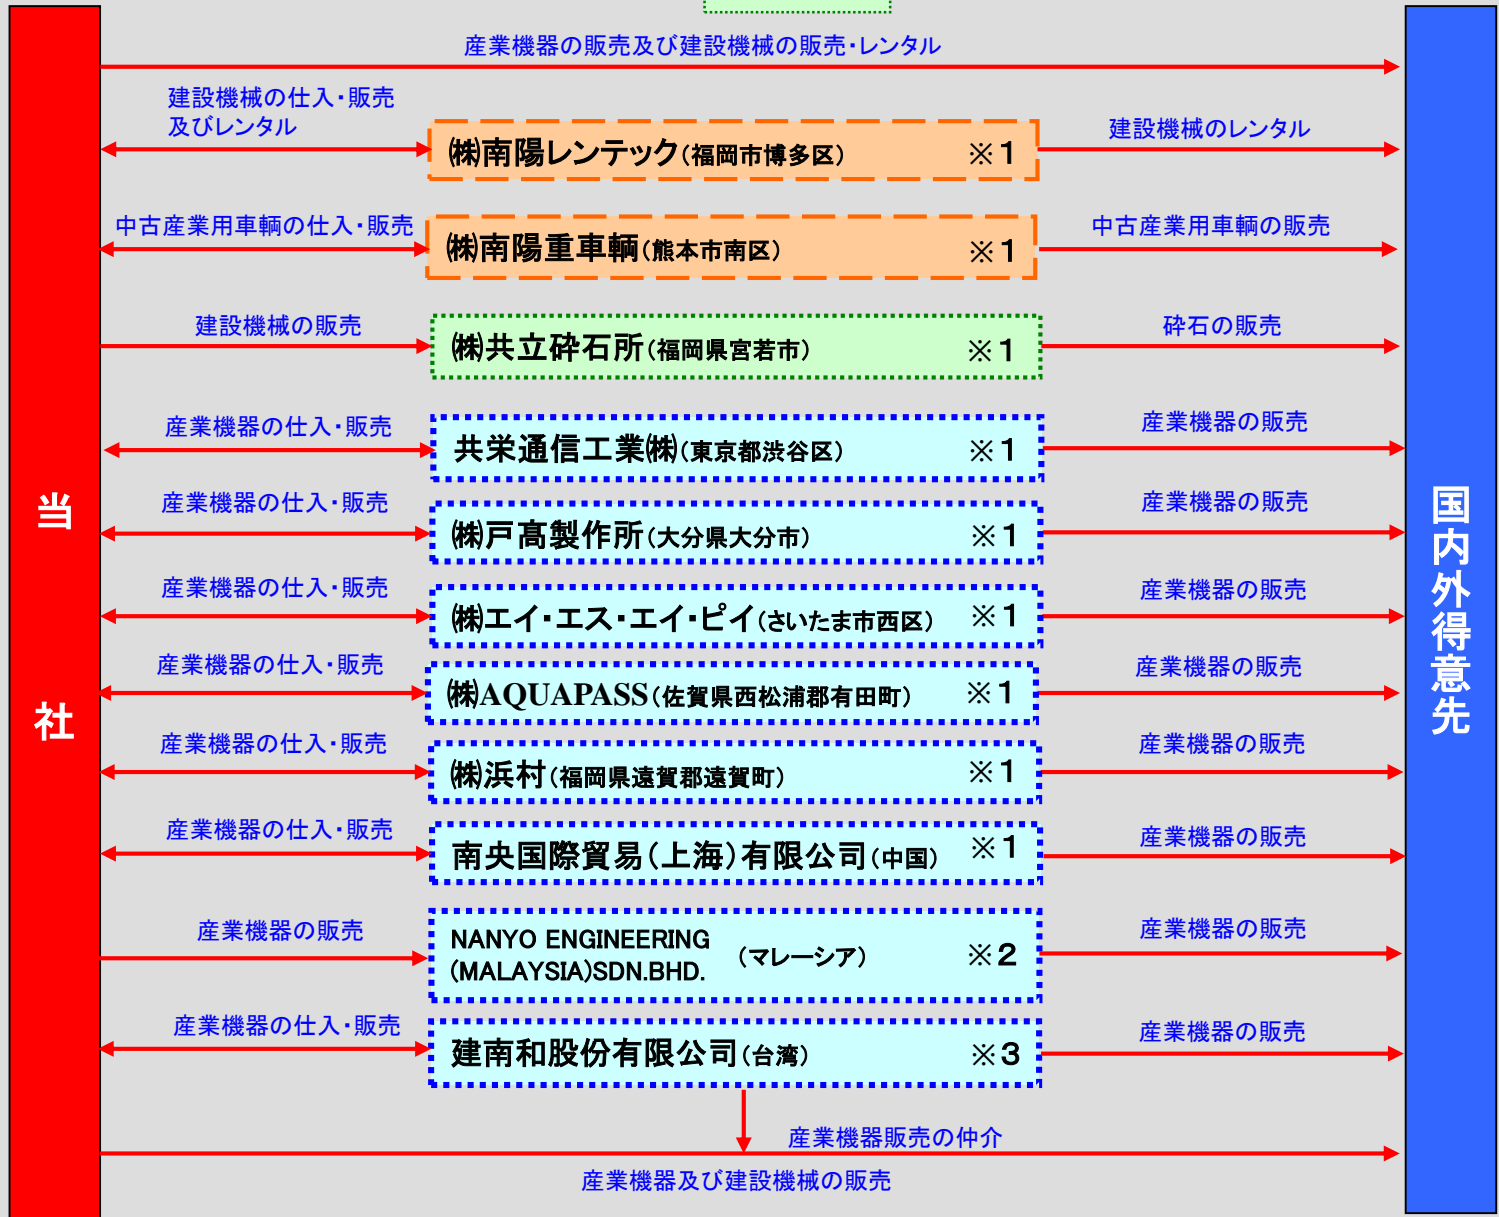 産業機器の販売及び建設機械の販売・レンタル
建設機械の仕入・販売
及びレンタル
㈱南陽レンテック(福岡市博多区) ※1
建設機械のレンタル
中古産業用車輌の仕入・販売
㈱南陽重車輌(熊本市南区) ※1
中古産業用車輌の販売
建設機械の販売
㈱共立砕石所(福岡県宮若市) ※1
砕石の販売
産業機器の仕入・販売
共栄通信工業㈱(東京都渋谷区) ※1
産業機器の販売
産業機器の仕入・販売
㈱戸髙製作所(大分県大分市) ※1
産業機器の販売
産業機器の仕入・販売
㈱エイ・エス・エイ・ピイ(さいたま市西区) ※1
産業機器の販売
産業機器の仕入・販売
㈱AQUAPASS(佐賀県西松浦郡有田町) ※1
産業機器の販売
産業機器の仕入・販売
㈱浜村(福岡県遠賀郡遠賀町) ※1
産業機器の販売
産業機器の仕入・販売
南央国際貿易(上海)有限公司(中国) ※1
産業機器の販売
産業機器の販売
NANYO ENGINEERING
(MALAYSIA)SDN.BHD. (マレーシア) ※2
産業機器の販売
産業機器の仕入・販売
建南和股份有限公司(台湾) ※3
産業機器の販売
産業機器販売の仲介
産業機器及び建設機械の販売
当社
国内外得意先